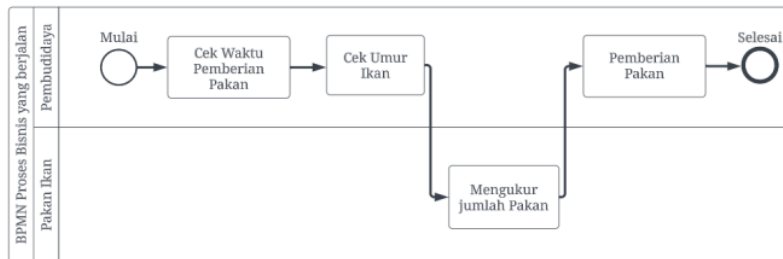 BPMN Proses Bisnis yang berjalan
Pembudidaya
Mulai
Cek Waktu
Pemberian
Pakan
Cek Umur
Ikan
Pemberian
Pakan
Selesai
Pakan Ikan
Mengukur
jumlah Pakan